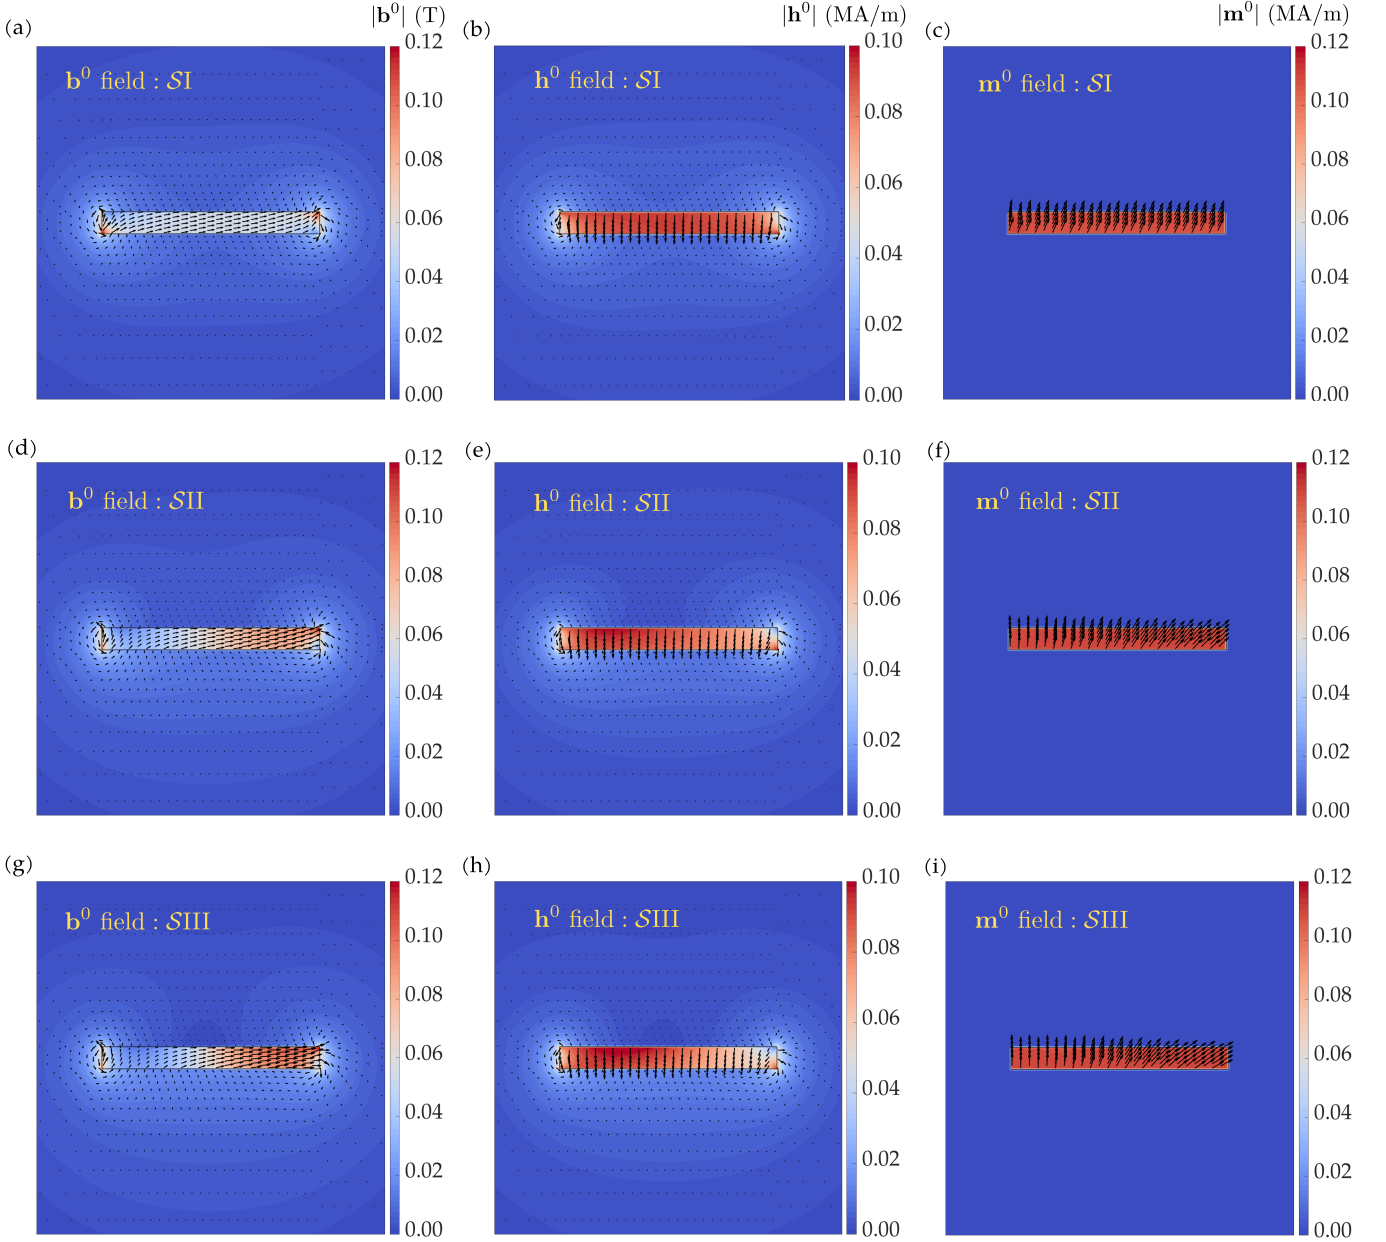 (a)
|b⁰| (T)
b⁰ field : 𝒮I
0.12
0.10
0.08
0.06
0.04
0.02
0.00
(b)
|h⁰| (MA/m)
h⁰ field : 𝒮I
0.10
0.08
0.06
0.04
0.02
0.00
(c)
|m⁰| (MA/m)
m⁰ field : 𝒮I
0.12
0.10
0.08
0.06
0.04
0.02
0.00
(d)
b⁰ field : 𝒮II
0.12
0.10
0.08
0.06
0.04
0.02
0.00
(e)
h⁰ field : 𝒮II
0.10
0.08
0.06
0.04
0.02
0.00
(f)
m⁰ field : 𝒮II
0.12
0.10
0.08
0.06
0.04
0.02
0.00
(g)
b⁰ field : 𝒮III
0.12
0.10
0.08
0.06
0.04
0.02
0.00
(h)
h⁰ field : 𝒮III
0.10
0.08
0.06
0.04
0.02
0.00
(i)
m⁰ field : 𝒮III
0.12
0.10
0.08
0.06
0.04
0.02
0.00